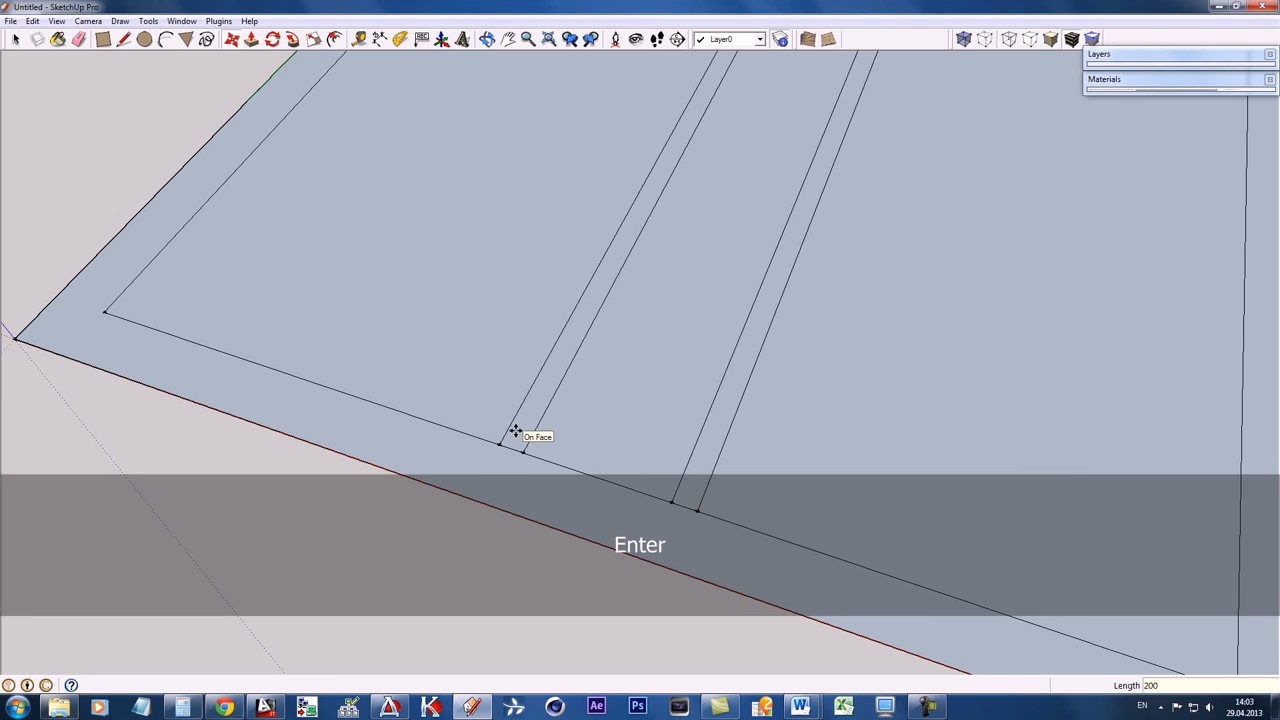 Untitled - SketchUp Pro
File Edit View Camera Draw Tools Window Plugins Help
Layer0
Layers
Materials
On Face
Enter
Length 200
EN
14:03
29.04.2013